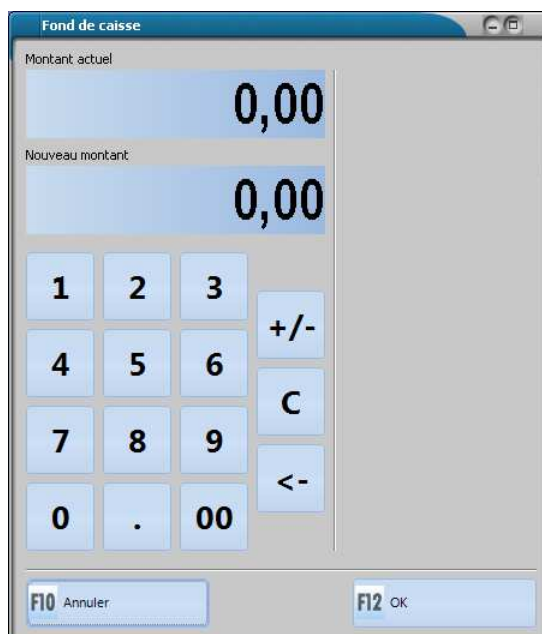 Fond de caisse
Montant actuel
0,00
Nouveau montant
0,00
1 2 3
+/-
4 5 6
C
7 8 9
<-
0 . 00
F10 Annuler
F12 OK